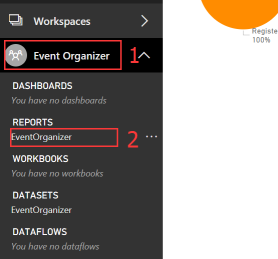 Workspaces
Event Organizer 1
DASHBOARDS
You have no dashboards
REPORTS
EventOrganizer 2 ...
WORKBOOKS
You have no workbooks
DATASETS
EventOrganizer
DATAFLOWS
You have no dataflows
Registe
100%